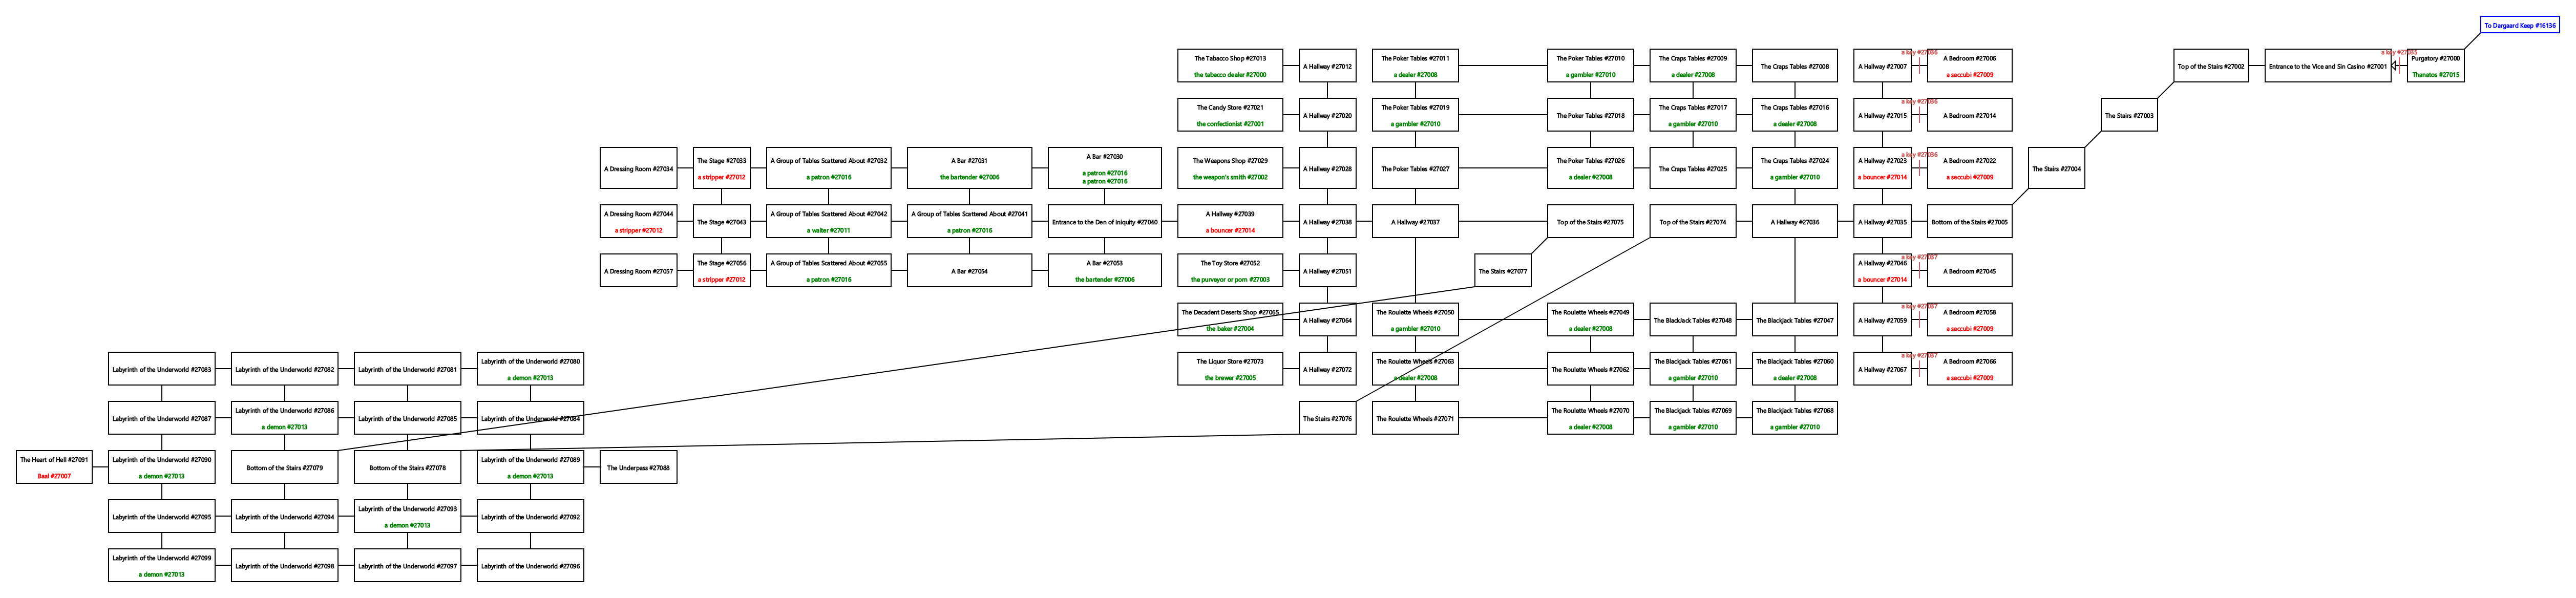 To Dargaard Keep #16136
The Tabacco Shop #27013
the tabacco dealer #27000
A Hallway #27012
The Poker Tables #27011
a dealer #27008
The Poker Tables #27010
a gambler #27010
The Craps Tables #27009
a dealer #27008
The Craps Tables #27008
A Hallway #27007
a key #27036
A Bedroom #27006
a seccubi #27009
Top of the Stairs #27002
Entrance to the Vice and Sin Casino #27001
a key #27035
Purgatory #27000
Thanatos #27015
The Candy Store #27021
the confectionist #27001
A Hallway #27020
The Poker Tables #27019
a gambler #27010
The Poker Tables #27018
The Craps Tables #27017
a gambler #27010
The Craps Tables #27016
a dealer #27008
A Hallway #27015
a key #27036
A Bedroom #27014
The Stairs #27003
A Dressing Room #27034
The Stage #27033
a stripper #27012
A Group of Tables Scattered About #27032
a patron #27016
A Bar #27031
the bartender #27006
A Bar #27030
a patron #27016
a patron #27016
The Weapons Shop #27029
the weapon's smith #27002
A Hallway #27028
The Poker Tables #27027
The Poker Tables #27026
a dealer #27008
The Craps Tables #27025
The Craps Tables #27024
a gambler #27010
A Hallway #27023
a bouncer #27014
a key #27036
A Bedroom #27022
a seccubi #27009
The Stairs #27004
A Dressing Room #27044
a stripper #27012
The Stage #27043
A Group of Tables Scattered About #27042
a waiter #27011
A Group of Tables Scattered About #27041
a patron #27016
Entrance to the Den of Iniquity #27040
A Hallway #27039
a bouncer #27014
A Hallway #27038
A Hallway #27037
Top of the Stairs #27075
Top of the Stairs #27074
A Hallway #27036
A Hallway #27035
Bottom of the Stairs #27005
A Dressing Room #27057
The Stage #27056
a stripper #27012
A Group of Tables Scattered About #27055
a patron #27016
A Bar #27054
A Bar #27053
the bartender #27006
The Toy Store #27052
the purveyor or porn #27003
A Hallway #27051
The Stairs #27077
A Hallway #27046
a bouncer #27014
a key #27037
A Bedroom #27045
The Decadent Deserts Shop #27065
the baker #27004
A Hallway #27064
The Roulette Wheels #27050
a gambler #27010
The Roulette Wheels #27049
a dealer #27008
The BlackJack Tables #27048
The Blackjack Tables #27047
A Hallway #27059
a key #27037
A Bedroom #27058
a seccubi #27009
Labyrinth of the Underworld #27083
Labyrinth of the Underworld #27082
Labyrinth of the Underworld #27081
Labyrinth of the Underworld #27080
a demon #27013
The Liquor Store #27073
the brewer #27005
A Hallway #27072
The Roulette Wheels #27063
a dealer #27008
The Roulette Wheels #27062
The Blackjack Tables #27061
a gambler #27010
The Blackjack Tables #27060
a dealer #27008
A Hallway #27067
a key #27037
A Bedroom #27066
a seccubi #27009
Labyrinth of the Underworld #27087
Labyrinth of the Underworld #27086
a demon #27013
Labyrinth of the Underworld #27085
Labyrinth of the Underworld #27084
The Stairs #27076
The Roulette Wheels #27071
The Roulette Wheels #27070
a dealer #27008
The Blackjack Tables #27069
a gambler #27010
The Blackjack Tables #27068
a gambler #27010
The Heart of Hell #27091
Baal #27007
Labyrinth of the Underworld #27090
a demon #27013
Bottom of the Stairs #27079
Bottom of the Stairs #27078
Labyrinth of the Underworld #27089
a demon #27013
The Underpass #27088
Labyrinth of the Underworld #27095
Labyrinth of the Underworld #27094
Labyrinth of the Underworld #27093
a demon #27013
Labyrinth of the Underworld #27092
Labyrinth of the Underworld #27099
a demon #27013
Labyrinth of the Underworld #27098
Labyrinth of the Underworld #27097
Labyrinth of the Underworld #27096